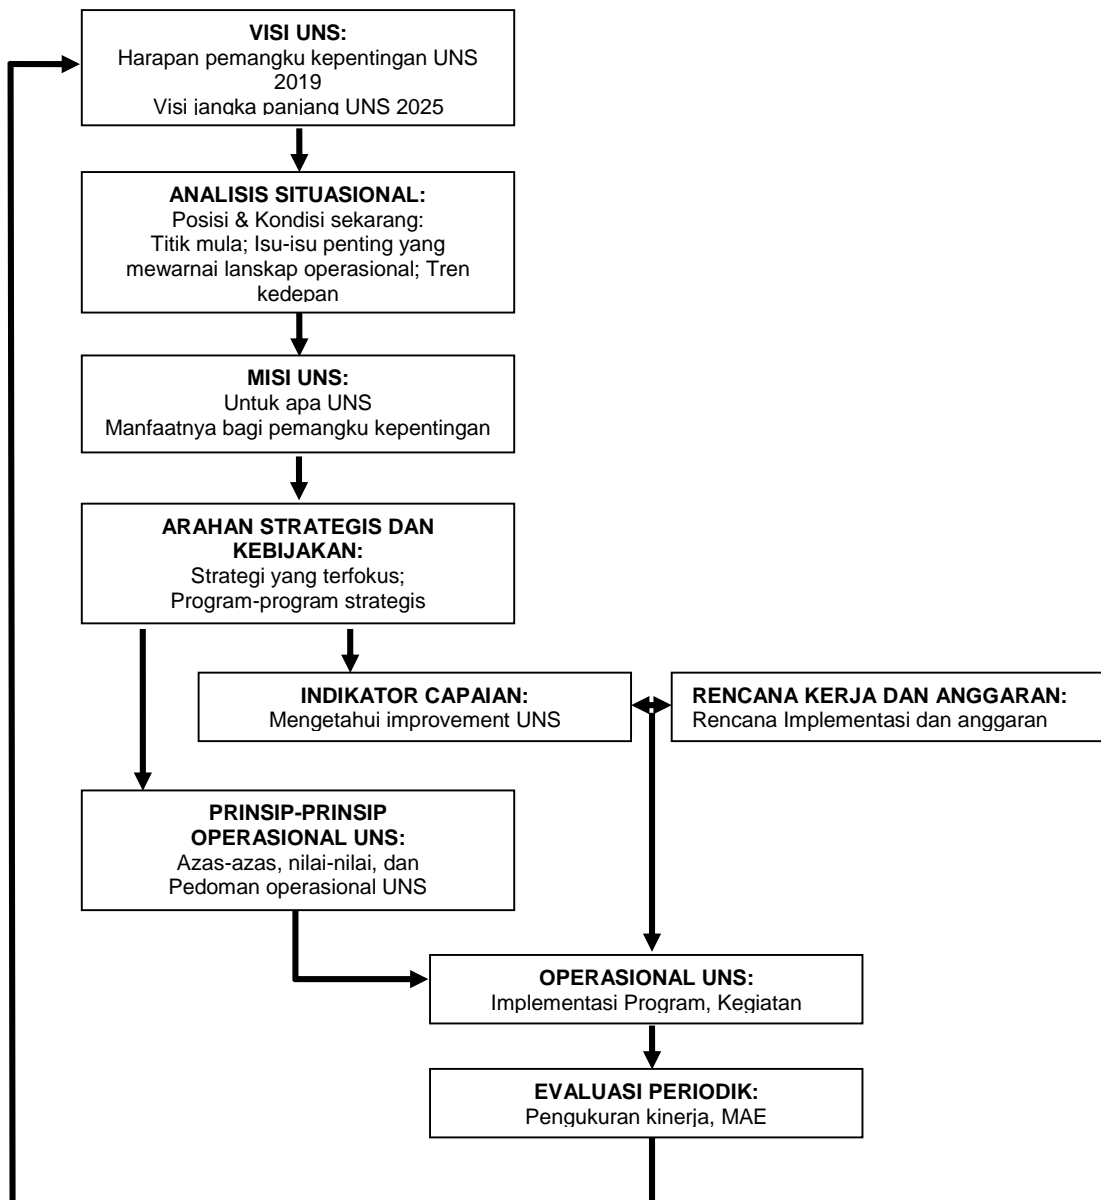 VISI UNS:
Harapan pemangku kepentingan UNS
2019
Visi jangka panjang UNS 2025
ANALISIS SITUASIONAL:
Posisi & Kondisi sekarang:
Titik mula; Isu-isu penting yang
mewarnai lanskap operasional; Tren
kedepan
MISI UNS:
Untuk apa UNS
Manfaatnya bagi pemangku kepentingan
ARAHAN STRATEGIS DAN
KEBIJAKAN:
Strategi yang terfokus;
Program-program strategis
INDIKATOR CAPAIAN:
Mengetahui improvement UNS
RENCANA KERJA DAN ANGGARAN:
Rencana Implementasi dan anggaran
PRINSIP-PRINSIP
OPERASIONAL UNS:
Azas-azas, nilai-nilai, dan
Pedoman operasional UNS
OPERASIONAL UNS:
Implementasi Program, Kegiatan
EVALUASI PERIODIK:
Pengukuran kinerja, MAE